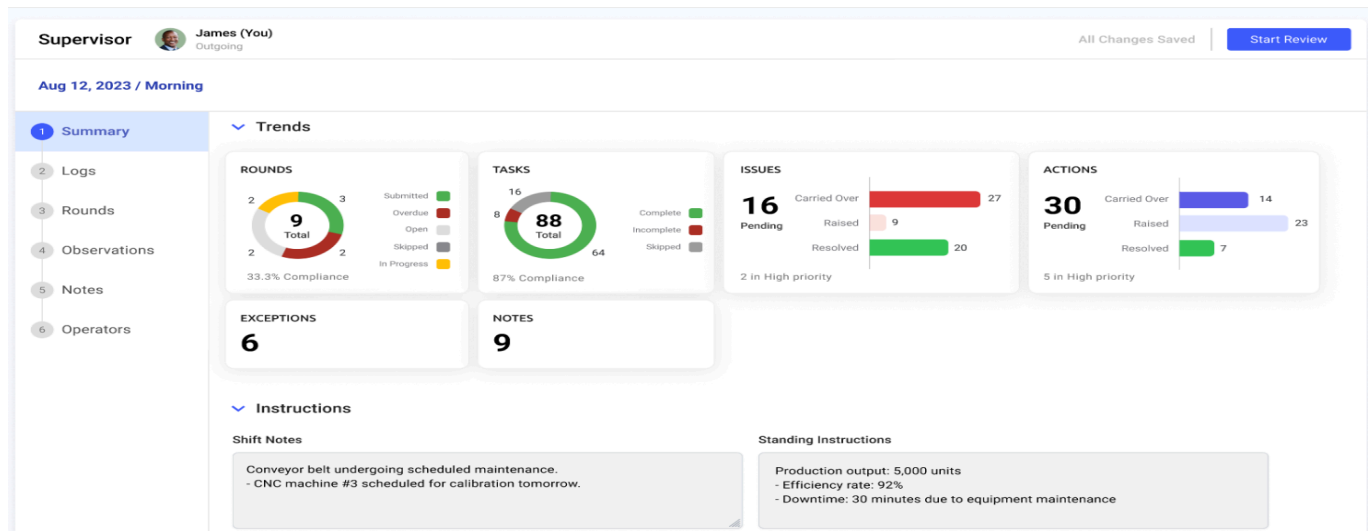 Supervisor
James (You)
Outgoing
All Changes Saved
Start Review
Aug 12, 2023 / Morning
1 Summary
2 Logs
3 Rounds
4 Observations
5 Notes
6 Operators
Trends
ROUNDS
2
3
2
2
9
Total
Submitted
Overdue
Open
Skipped
In Progress
33.3% Compliance
TASKS
16
8
64
88
Total
Complete
Incomplete
Skipped
87% Compliance
ISSUES
16
Pending
Carried Over 27
Raised 9
Resolved 20
2 in High priority
ACTIONS
30
Pending
Carried Over 14
Raised 23
Resolved 7
5 in High priority
EXCEPTIONS
6
NOTES
9
Instructions
Shift Notes
Conveyor belt undergoing scheduled maintenance.
- CNC machine #3 scheduled for calibration tomorrow.
Standing Instructions
Production output: 5,000 units
- Efficiency rate: 92%
- Downtime: 30 minutes due to equipment maintenance